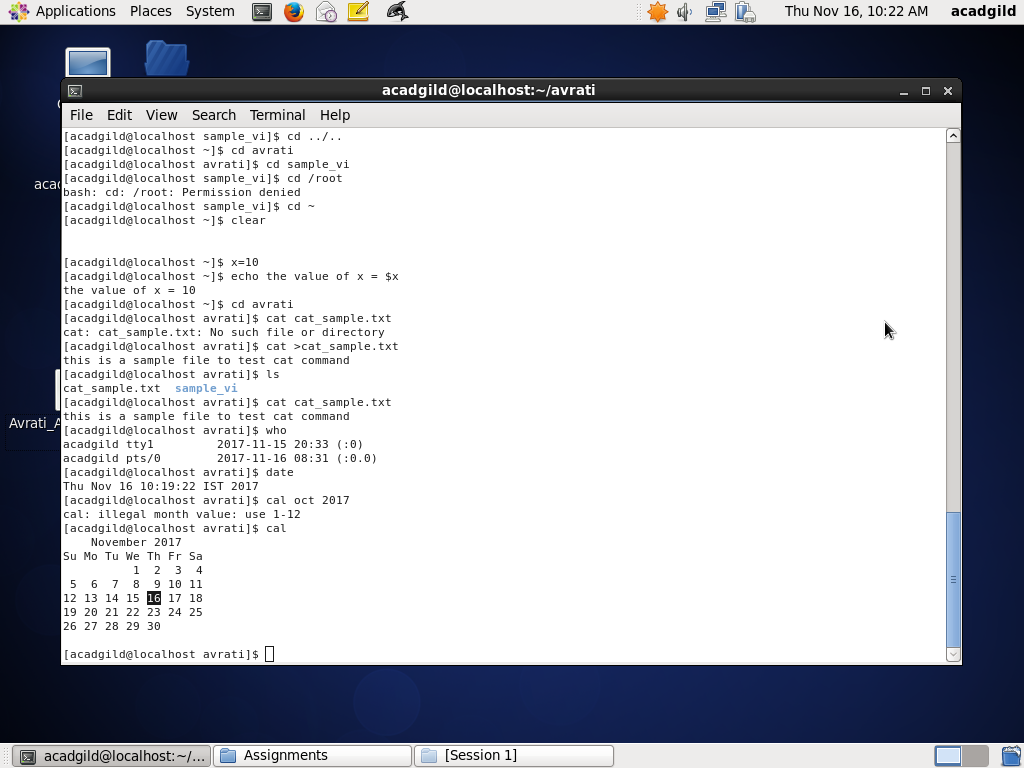 Applications Places System Thu Nov 16, 10:22 AM acadgild
acadgild@localhost:~/avrati
File Edit View Search Terminal Help
[acadgild@localhost sample_vi]$ cd ../..
[acadgild@localhost ~]$ cd avrati
[acadgild@localhost avrati]$ cd sample_vi
[acadgild@localhost sample_vi]$ cd /root
bash: cd: /root: Permission denied
[acadgild@localhost sample_vi]$ cd ~
[acadgild@localhost ~]$ clear
[acadgild@localhost ~]$ x=10
[acadgild@localhost ~]$ echo the value of x = $x
the value of x = 10
[acadgild@localhost ~]$ cd avrati
[acadgild@localhost avrati]$ cat cat_sample.txt
cat: cat_sample.txt: No such file or directory
[acadgild@localhost avrati]$ cat >cat_sample.txt
this is a sample file to test cat command
[acadgild@localhost avrati]$ ls
cat_sample.txt  sample_vi
[acadgild@localhost avrati]$ cat cat_sample.txt
this is a sample file to test cat command
[acadgild@localhost avrati]$ who
acadgild tty1         2017-11-15 20:33 (:0)
acadgild pts/0        2017-11-16 08:31 (:0.0)
[acadgild@localhost avrati]$ date
Thu Nov 16 10:19:22 IST 2017
[acadgild@localhost avrati]$ cal oct 2017
cal: illegal month value: use 1-12
[acadgild@localhost avrati]$ cal
    November 2017
Su Mo Tu We Th Fr Sa
          1  2  3  4
 5  6  7  8  9 10 11
12 13 14 15 16 17 18
19 20 21 22 23 24 25
26 27 28 29 30
[acadgild@localhost avrati]$
aca
Avrati_A
acadgild@localhost:~/... Assignments [Session 1]